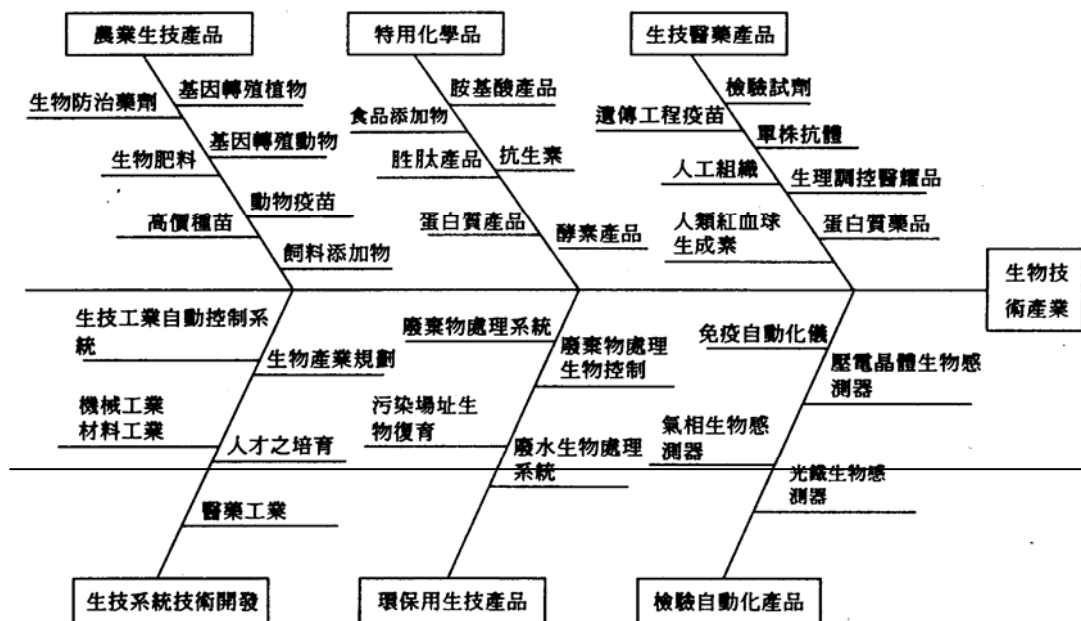 農業生技產品
特用化學品
生技醫藥產品
生物防治藥劑
基因轉殖植物
生物肥料
基因轉殖動物
高價種苗
動物疫苗
飼料添加物
食品添加物
胺基酸產品
胜肽產品
抗生素
蛋白質產品
酵素產品
遺傳工程疫苗
檢驗試劑
單株抗體
人工組織
生理調控醫耀品
人類紅血球
生成素
蛋白質藥品
生物技
術產業
生技工業自動控制系
統
生物產業規劃
機械工業
材料工業
人才之培育
醫藥工業
廢棄物處理系統
廢棄物處理
生物控制
污染場址生
物復育
廢水生物處理
系統
免疫自動化儀
壓電晶體生物感
測器
氣相生物感
測器
光纖生物感
測器
生技系統技術開發
環保用生技產品
檢驗自動化產品